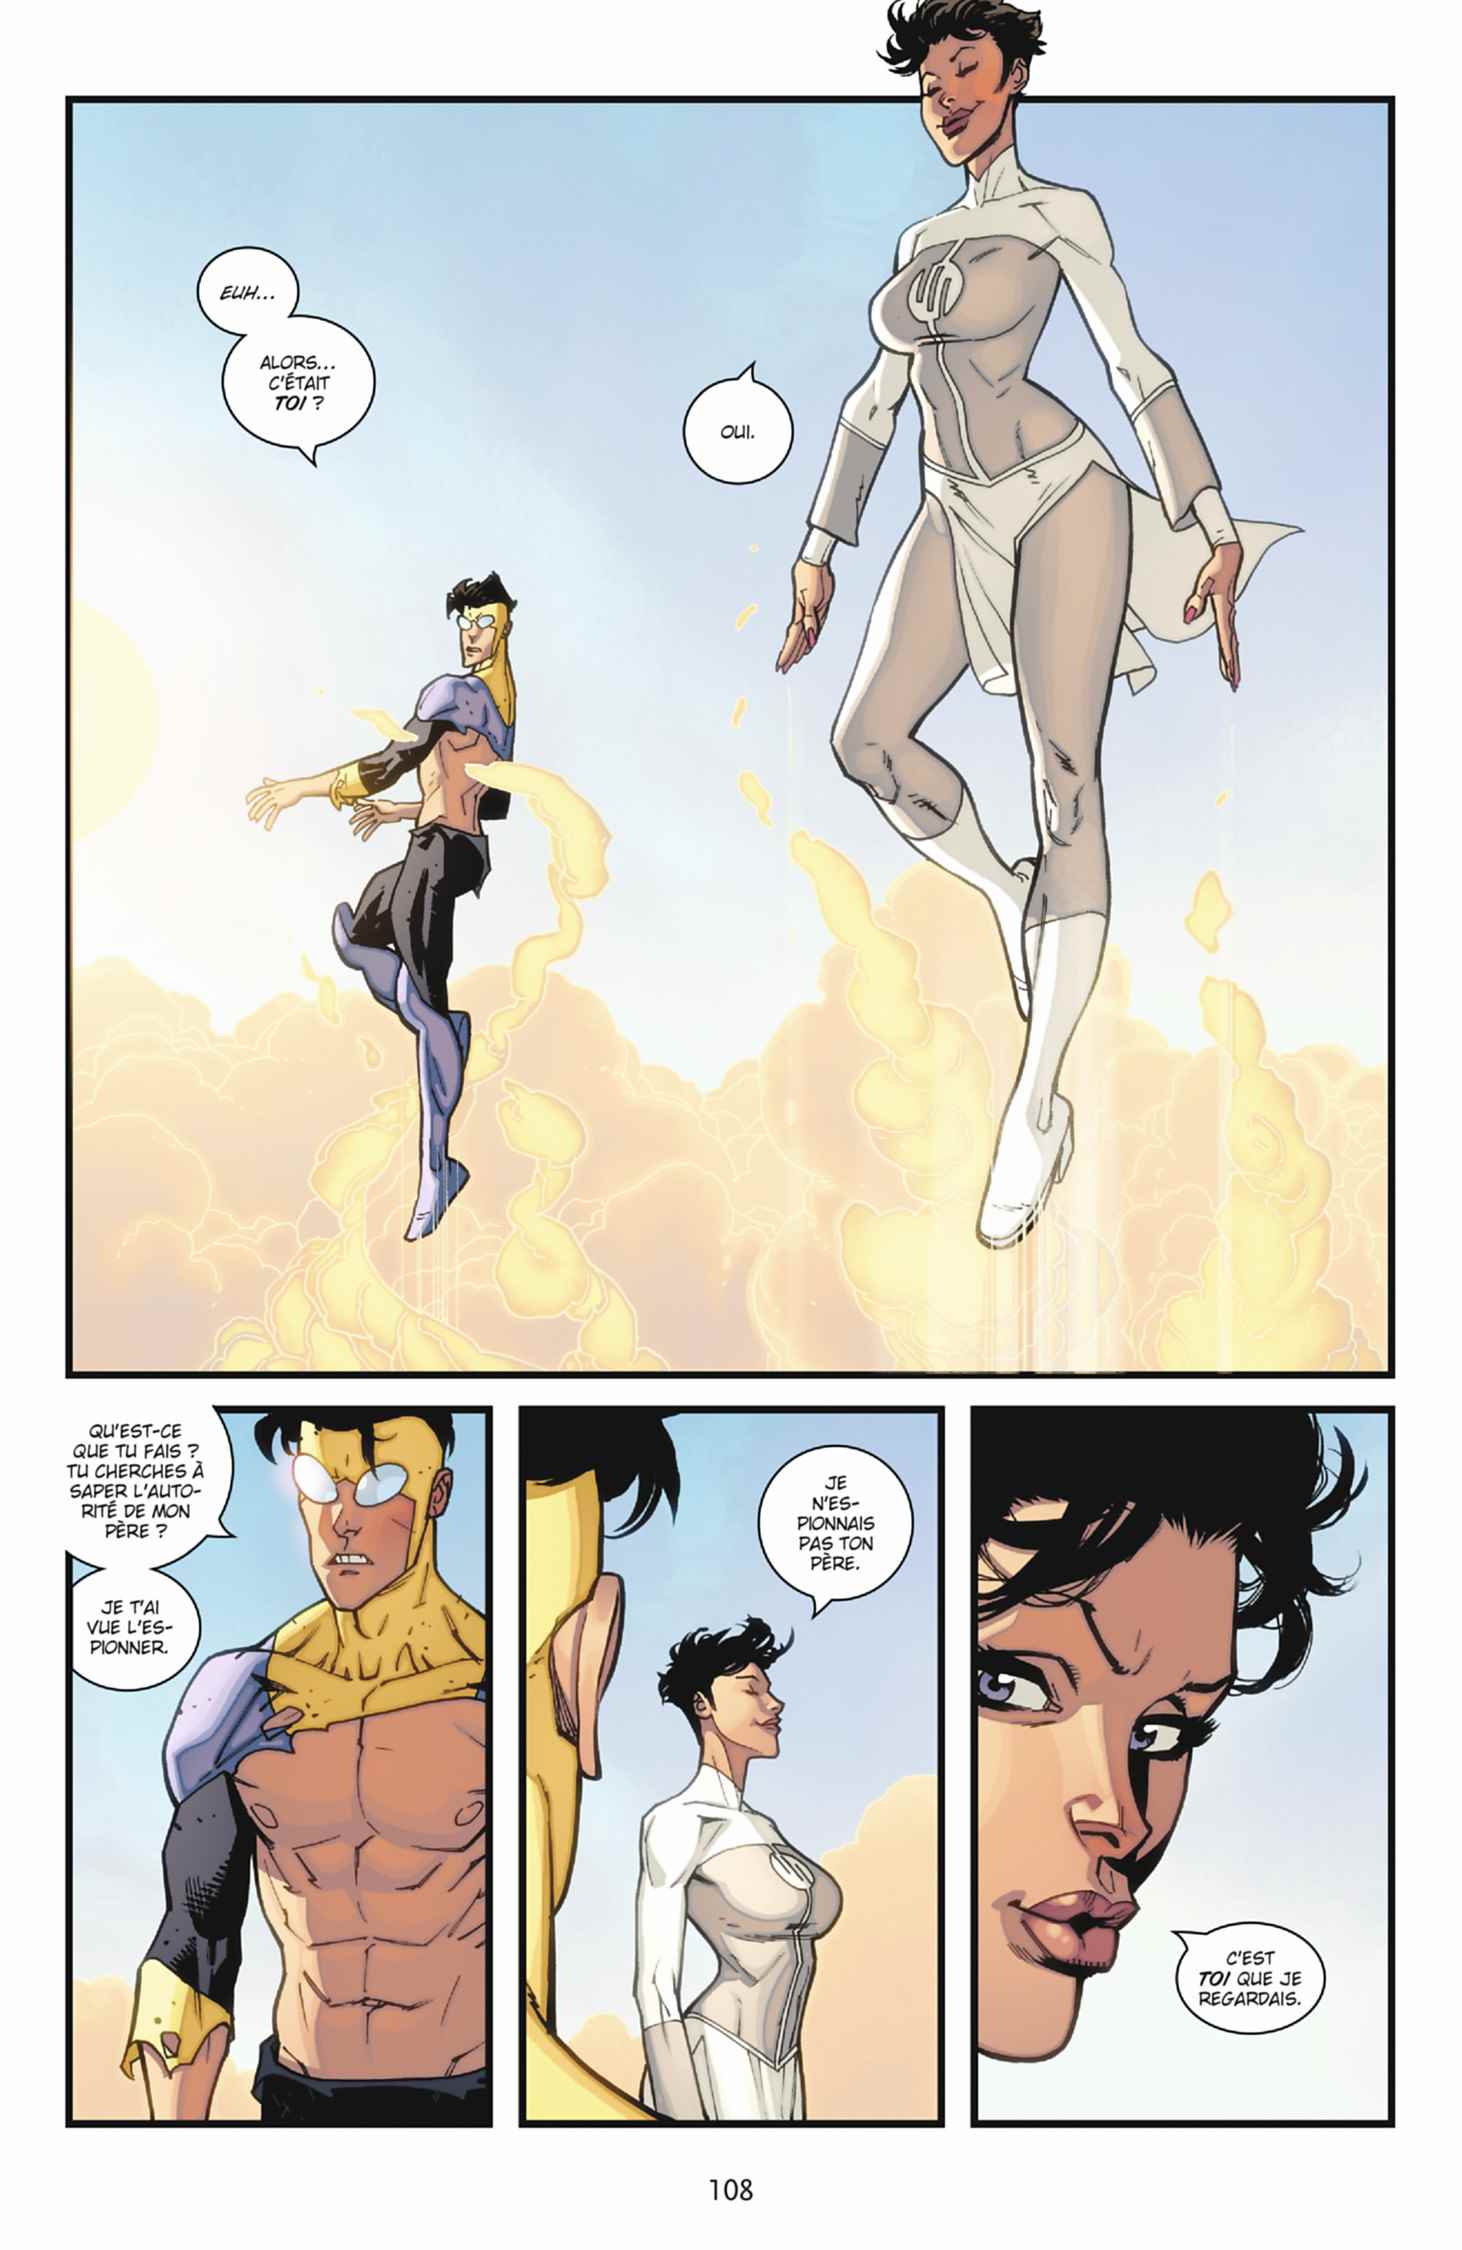 EUH...
ALORS...
C'ÉTAIT
TOI ?
OUI.
QU'EST-CE
QUE TU FAIS ?
TU CHERCHES À
SAPER L'AUTO-
RITÉ DE MON
PÈRE ?
JE T'AI
VUE L'ES-
PIONNER.
JE
N'ES-
PIONNAIS
PAS TON
PÈRE.
C'EST
TOI QUE JE
REGARDAIS.
108